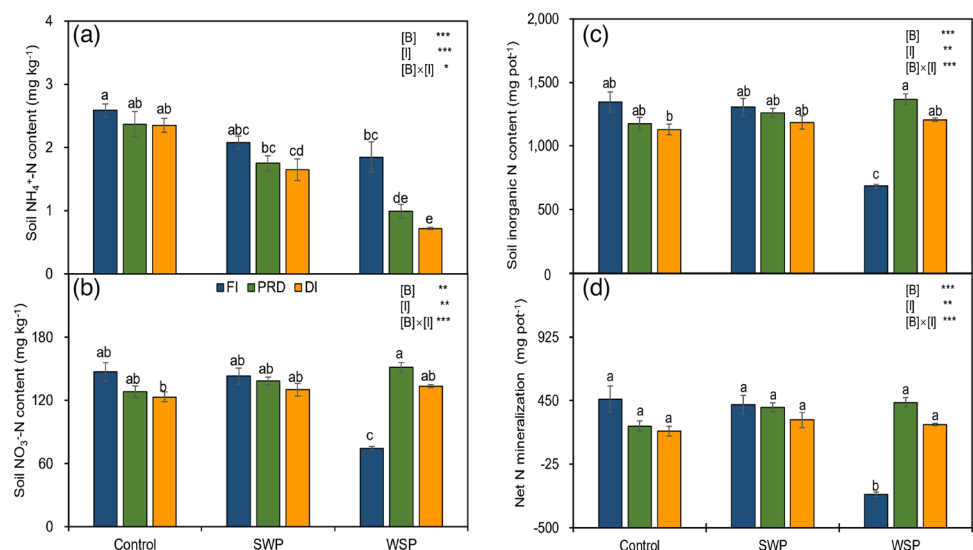 (a)
[B] ***
[I] ***
[B]×[I] *
Soil NH₄⁺-N content (mg kg⁻¹)
4
3
2
1
0
a ab ab
abc bc cd
bc de e
(b)
FI PRD DI
[B] **
[I] **
[B]×[I] ***
Soil NO₃⁻-N content (mg kg⁻¹)
180
120
60
0
ab ab b
ab ab ab
c a ab
Control SWP WSP
(c)
[B] ***
[I] **
[B]×[I] ***
Soil inorganic N content (mg pot⁻¹)
2,000
1,500
1,000
500
0
ab ab b
ab ab ab
c a ab
(d)
[B] ***
[I] **
[B]×[I] ***
Net N mineralization (mg pot⁻¹)
925
450
-25
-500
a a a
a a a
b a a
Control SWP WSP